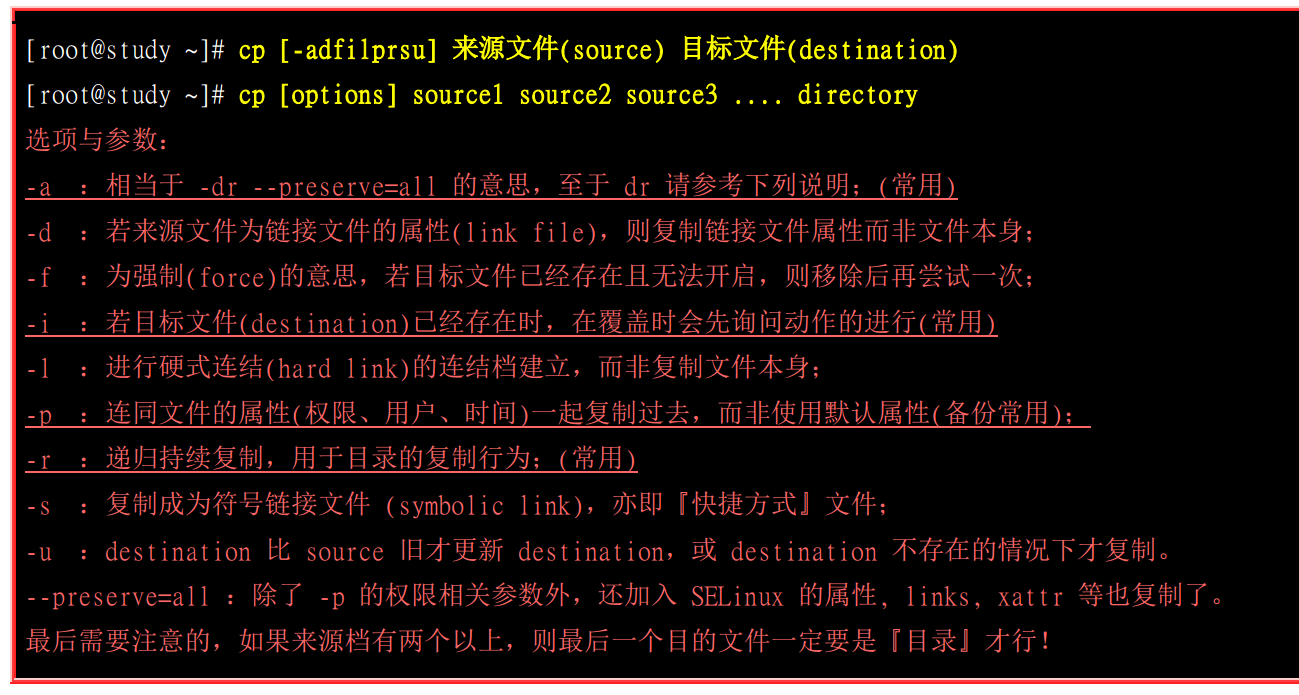 [root@study ~]# cp [-adfilprsu] 来源文件(source) 目标文件(destination)
[root@study ~]# cp [options] source1 source2 source3 .... directory
选项与参数：
-a ：相当于 -dr --preserve=all 的意思，至于 dr 请参考下列说明；(常用)
-d ：若来源文件为链接文件的属性(link file)，则复制链接文件属性而非文件本身；
-f ：为强制(force)的意思，若目标文件已经存在且无法开启，则移除后再尝试一次；
-i ：若目标文件(destination)已经存在时，在覆盖时会先询问动作的进行(常用)
-l ：进行硬式连结(hard link)的连结档建立，而非复制文件本身；
-p ：连同文件的属性(权限、用户、时间)一起复制过去，而非使用默认属性(备份常用)；
-r ：递归持续复制，用于目录的复制行为；(常用)
-s ：复制成为符号链接文件 (symbolic link)，亦即『快捷方式』文件；
-u ：destination 比 source 旧才更新 destination，或 destination 不存在的情况下才复制。
--preserve=all ：除了 -p 的权限相关参数外，还加入 SELinux 的属性, links, xattr 等也复制了。
最后需要注意的，如果来源档有两个以上，则最后一个目的文件一定要是『目录』才行！